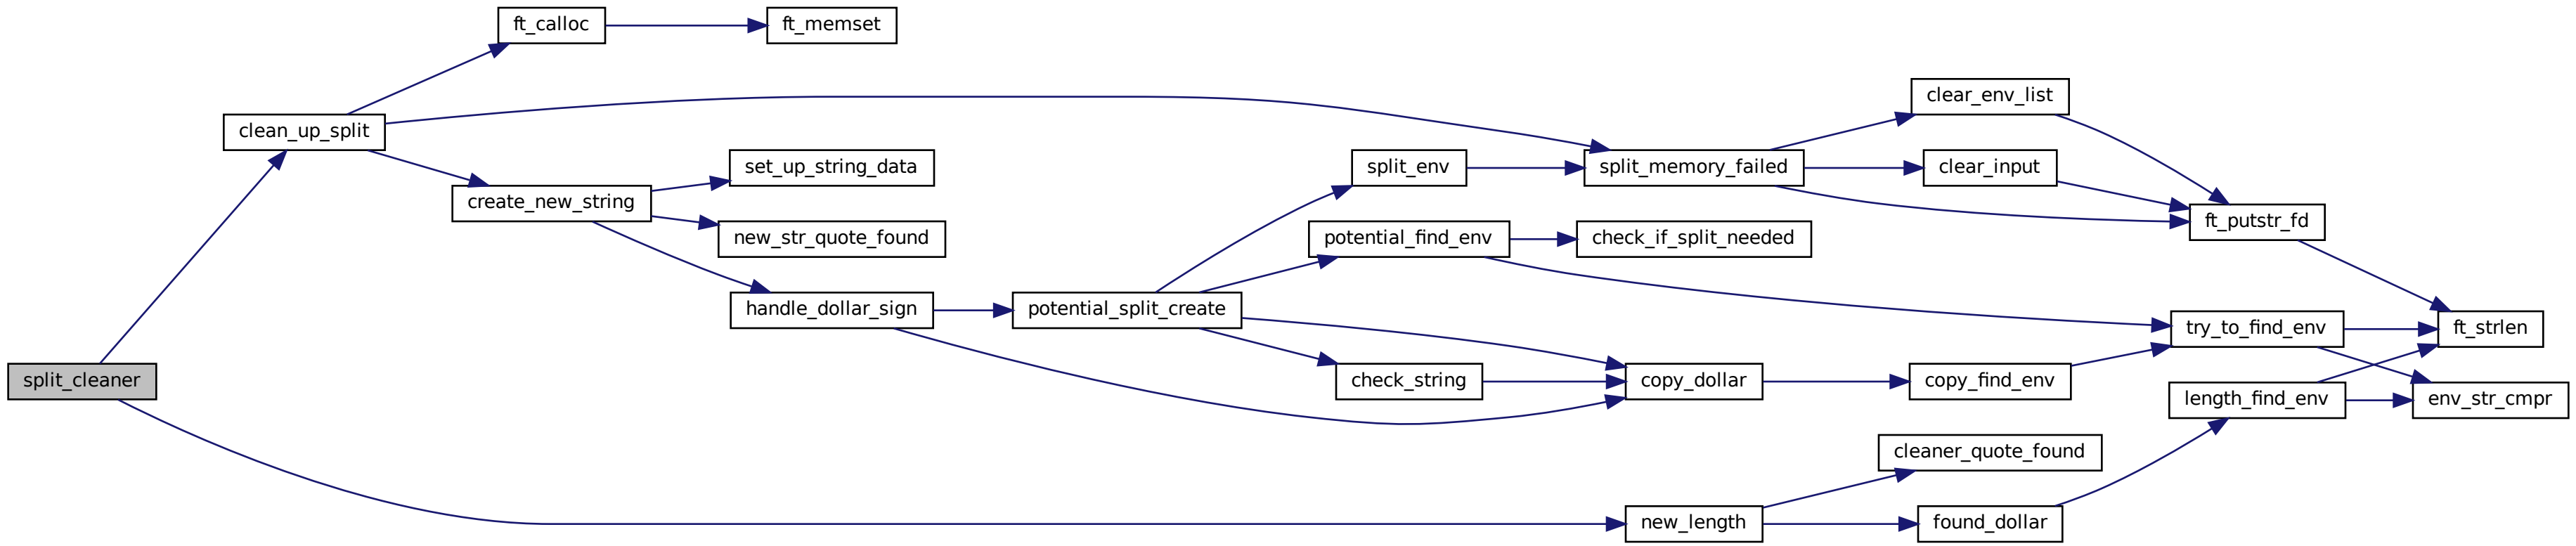 ft_calloc
ft_memset
clear_env_list
clean_up_split
set_up_string_data
split_env
split_memory_failed
clear_input
create_new_string
new_str_quote_found
potential_find_env
check_if_split_needed
ft_putstr_fd
handle_dollar_sign
potential_split_create
try_to_find_env
ft_strlen
split_cleaner
check_string
copy_dollar
copy_find_env
length_find_env
env_str_cmpr
cleaner_quote_found
new_length
found_dollar